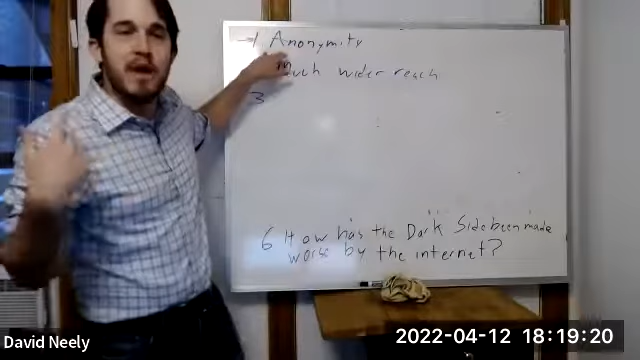 1 Anonymity
much wider reach
3
6 How has the Dark Side been made
worse by the internet?
David Neely
2022-04-12 18:19:20